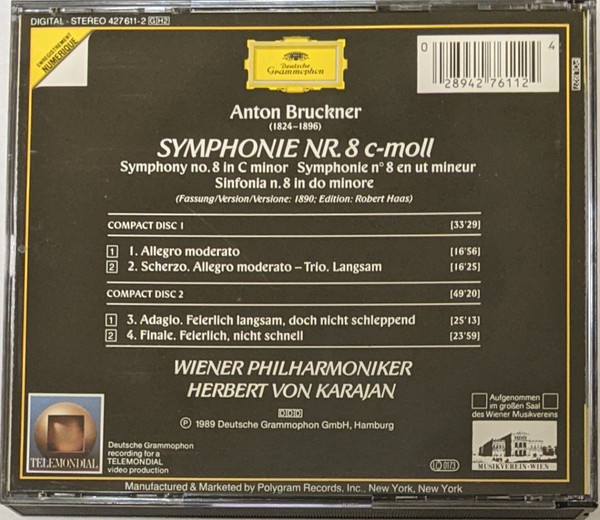 DIGITAL - STEREO 427 611-2 GH2
ENREGISTREMENT
NUMERIQUE
Deutsche
Grammophon
0 28942 76112 4
Anton Bruckner
(1824–1896)
SYMPHONIE NR. 8 c-moll
Symphony no. 8 in C minor Symphonie n° 8 en ut mineur
Sinfonia n. 8 in do minore
(Fassung/Version/Versione: 1890; Edition: Robert Haas)
COMPACT DISC 1 [33'29]
1 1. Allegro moderato [16'56]
2 2. Scherzo. Allegro moderato – Trio. Langsam [16'25]
COMPACT DISC 2 [49'20]
1 3. Adagio. Feierlich langsam, doch nicht schleppend [25'13]
2 4. Finale. Feierlich, nicht schnell [23'59]
WIENER PHILHARMONIKER
HERBERT VON KARAJAN
DDD
℗ 1989 Deutsche Grammophon GmbH, Hamburg
TELEMONDIAL
Deutsche Grammophon
recording for a
TELEMONDIAL
video production
Aufgenommen
im großen Saal
des Wiener Musikvereins
MUSIKVEREIN-WIEN
Manufactured & Marketed by Polygram Records, Inc., New York, New York